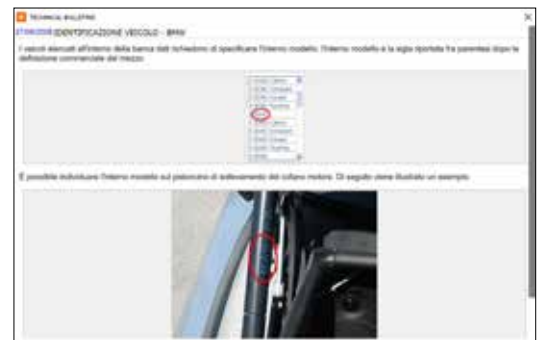 TECHNICAL BULLETIN
IDENTIFICAZIONE VEICOLO - BMW
I veicoli elencati all'interno della banca dati richiedono di specificare l'interno modello. l'interno modello è la sigla riportata fra parentesi dopo la
definizione commerciale del mezzo
È possibile individuare l'interno modello sul pistoncino di sollevamento del cofano motore. Di seguito viene illustrato un esempio: